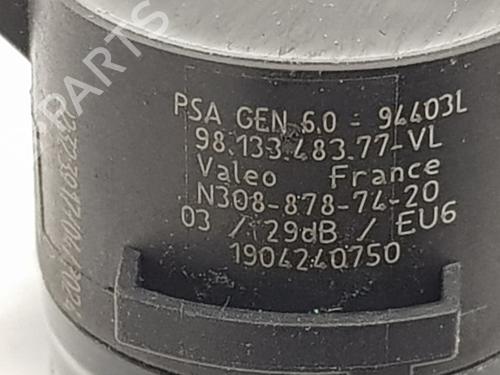 PARTS
PSA GEN 6.0 - 94403L
98.133.483.77-VL
Valeo France
N308-878-74-20
03 / 29dB / EU6
1904240750